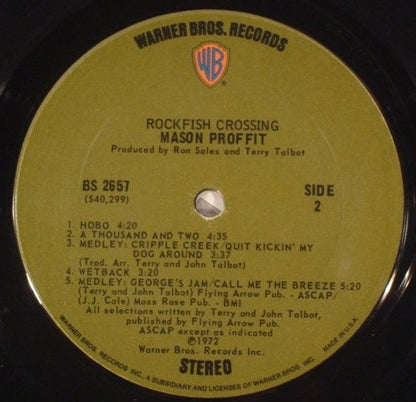 WARNER BROS. RECORDS
WB
ROCKFISH CROSSING
MASON PROFFIT
Produced by Ron Sales and Terry Talbot
BS 2657
(S40,299)
SIDE
2
1. HOBO 4:20
2. A THOUSAND AND TWO 4:35
3. MEDLEY: CRIPPLE CREEK/QUIT KICKIN' MY
DOG AROUND 3:37
(Trad. Arr. Terry and John Talbot)
4. WETBACK 3:20
5. MEDLEY: GEORGE'S JAM/CALL ME THE BREEZE 5:20
(Terry and John Talbot) Flying Arrow Pub. - ASCAP/
(J.J. Cole) Moss Rose Pub. - BMI
All selections written by Terry and John Talbot,
published by Flying Arrow Pub.
ASCAP except as indicated
℗1972
Warner Bros. Records Inc.
STEREO
WARNER BROS. RECORDS INC., A SUBSIDIARY AND LICENSEE OF WARNER BROS. INC. MADE IN U.S.A.